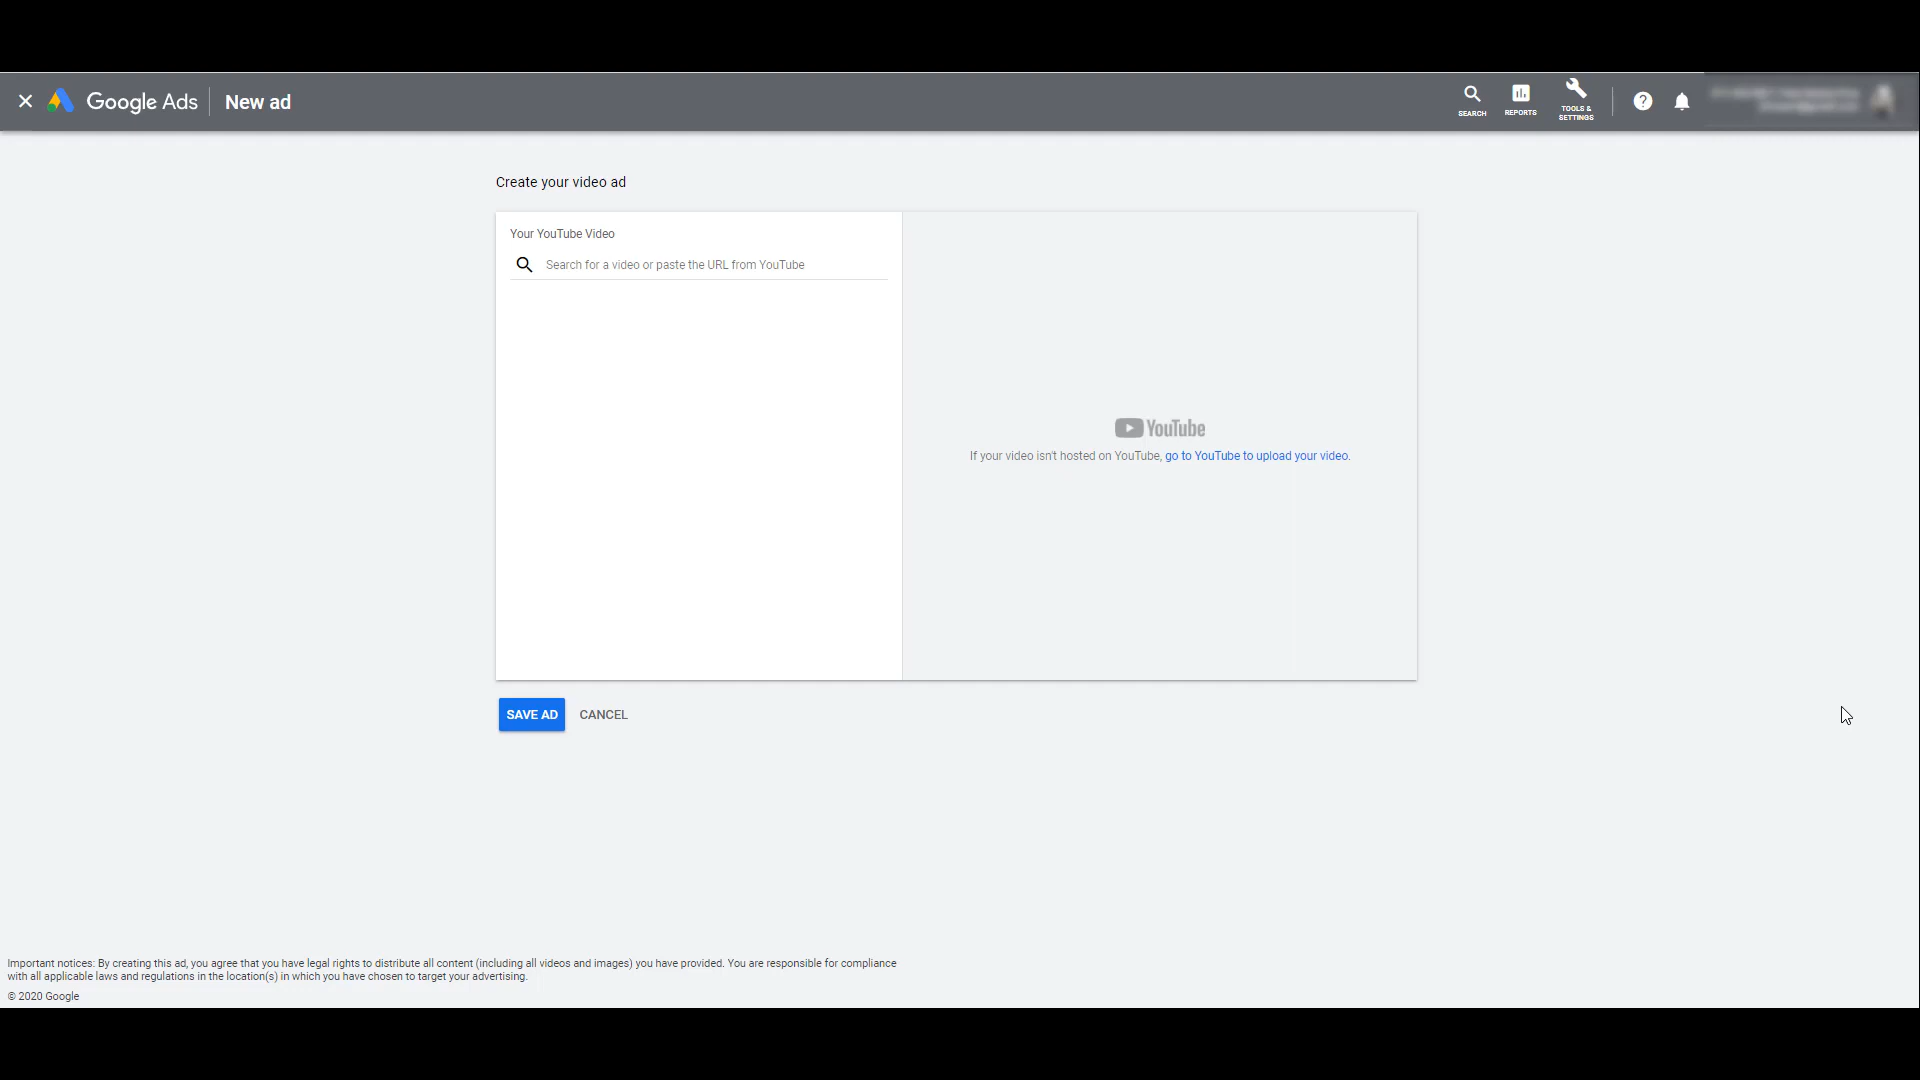 Google Ads
New ad
SEARCH
REPORTS
TOOLS &
SETTINGS
Create your video ad
Your YouTube Video
Search for a video or paste the URL from YouTube
YouTube
If your video isn't hosted on YouTube, go to YouTube to upload your video.
SAVE AD
CANCEL
Important notices: By creating this ad, you agree that you have legal rights to distribute all content (including all videos and images) you have provided. You are responsible for compliance
with all applicable laws and regulations in the location(s) in which you have chosen to target your advertising.
© 2020 Google